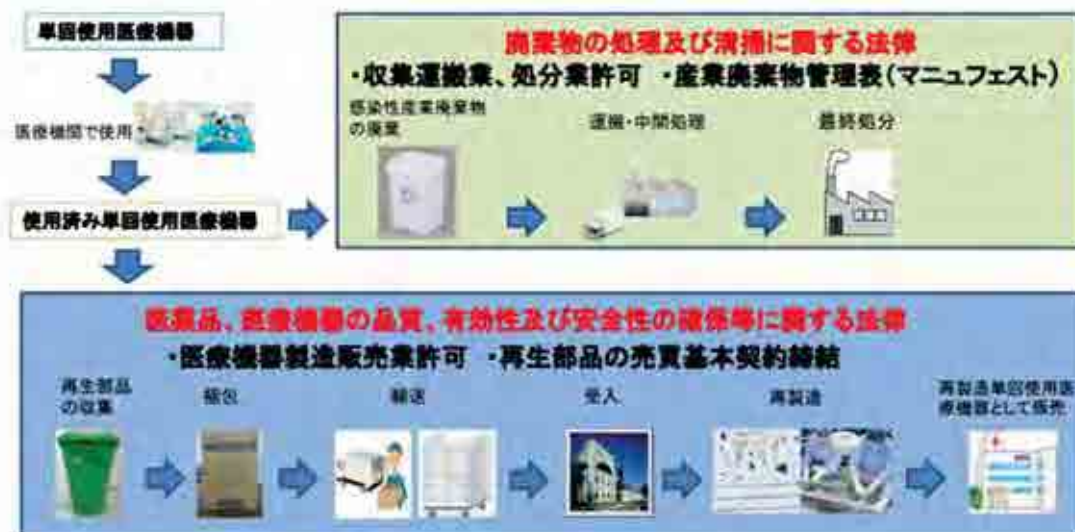 単回使用医療機器
医療機関で使用
使用済み単回使用医療機器
廃棄物の処理及び清掃に関する法律
・収集運搬業、処分業許可 ・産業廃棄物管理表(マニュフェスト)
感染性産業廃棄物
の廃棄
運搬・中間処理
最終処分
医薬品、医療機器の品質、有効性及び安全性の確保等に関する法律
・医療機器製造販売業許可 ・再生部品の売買基本契約締結
再生部品
の収集
梱包
輸送
受入
再製造
再製造単回使用医
療機器として販売